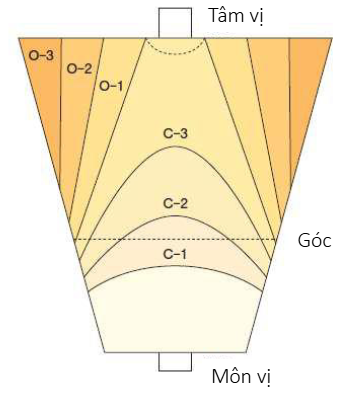 Tâm vị
O-3
O-2
O-1
C-3
C-2
Góc
C-1
Môn vị